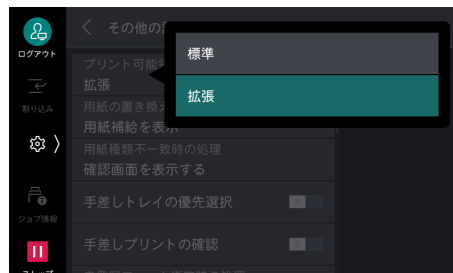 ログアウト
割り込み
ジョブ情報
ストップ
その他の
プリント可能
拡張
用紙の置き換え
用紙補給を表示
用紙種類不一致時の処理
確認画面を表示する
手差しトレイの優先選択
手差しプリントの確認
標準
拡張